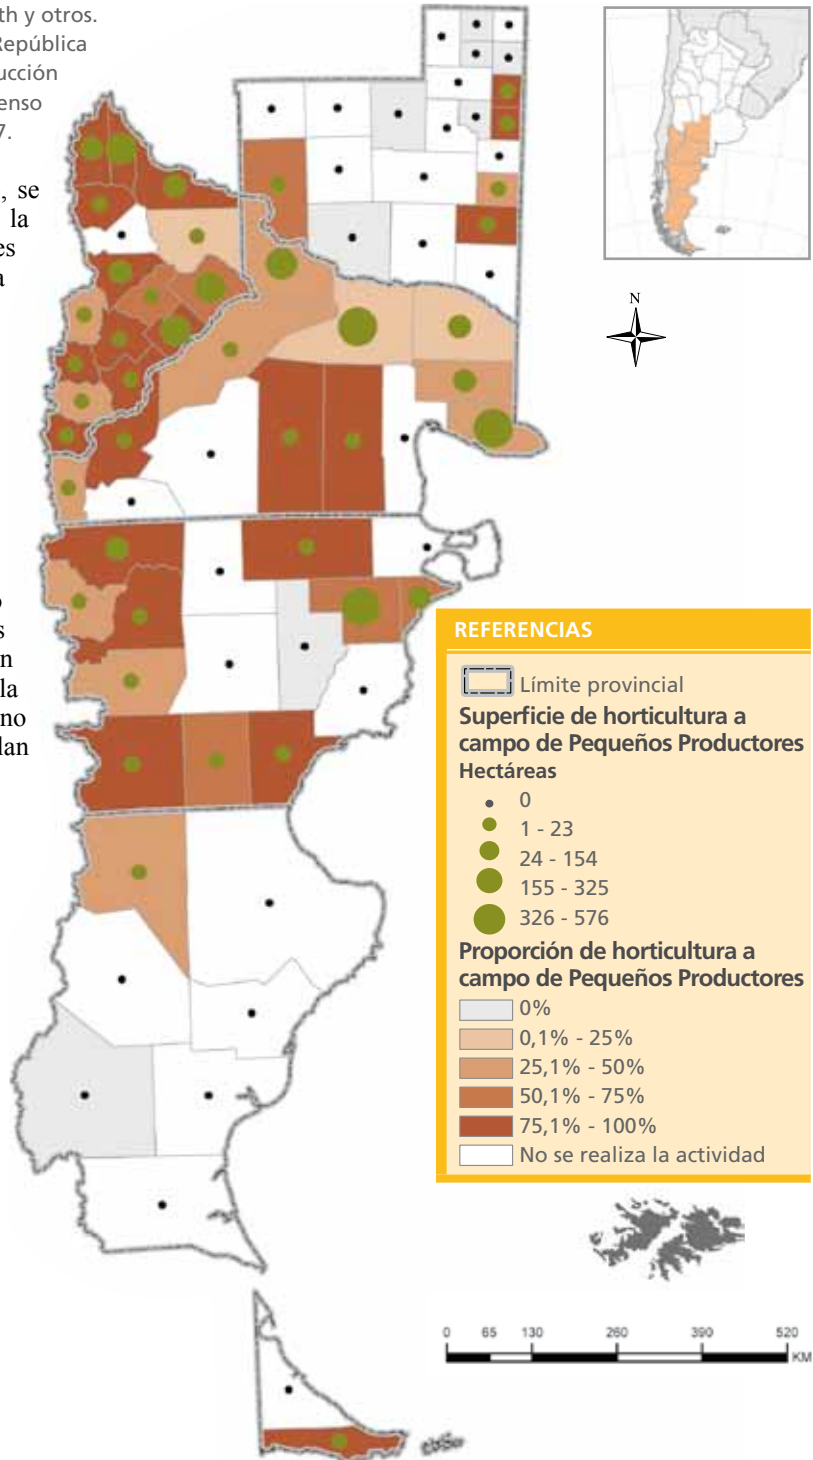 th y otros.
República
ucción
enso
7.
, se
la
es
a
o
s
n
la
no
lan
N
REFERENCIAS
Límite provincial
Superficie de horticultura a
campo de Pequeños Productores
Hectáreas
0
1 - 23
24 - 154
155 - 325
326 - 576
Proporción de horticultura a
campo de Pequeños Productores
0%
0,1% - 25%
25,1% - 50%
50,1% - 75%
75,1% - 100%
No se realiza la actividad
0 65 130 260 390 520
KM